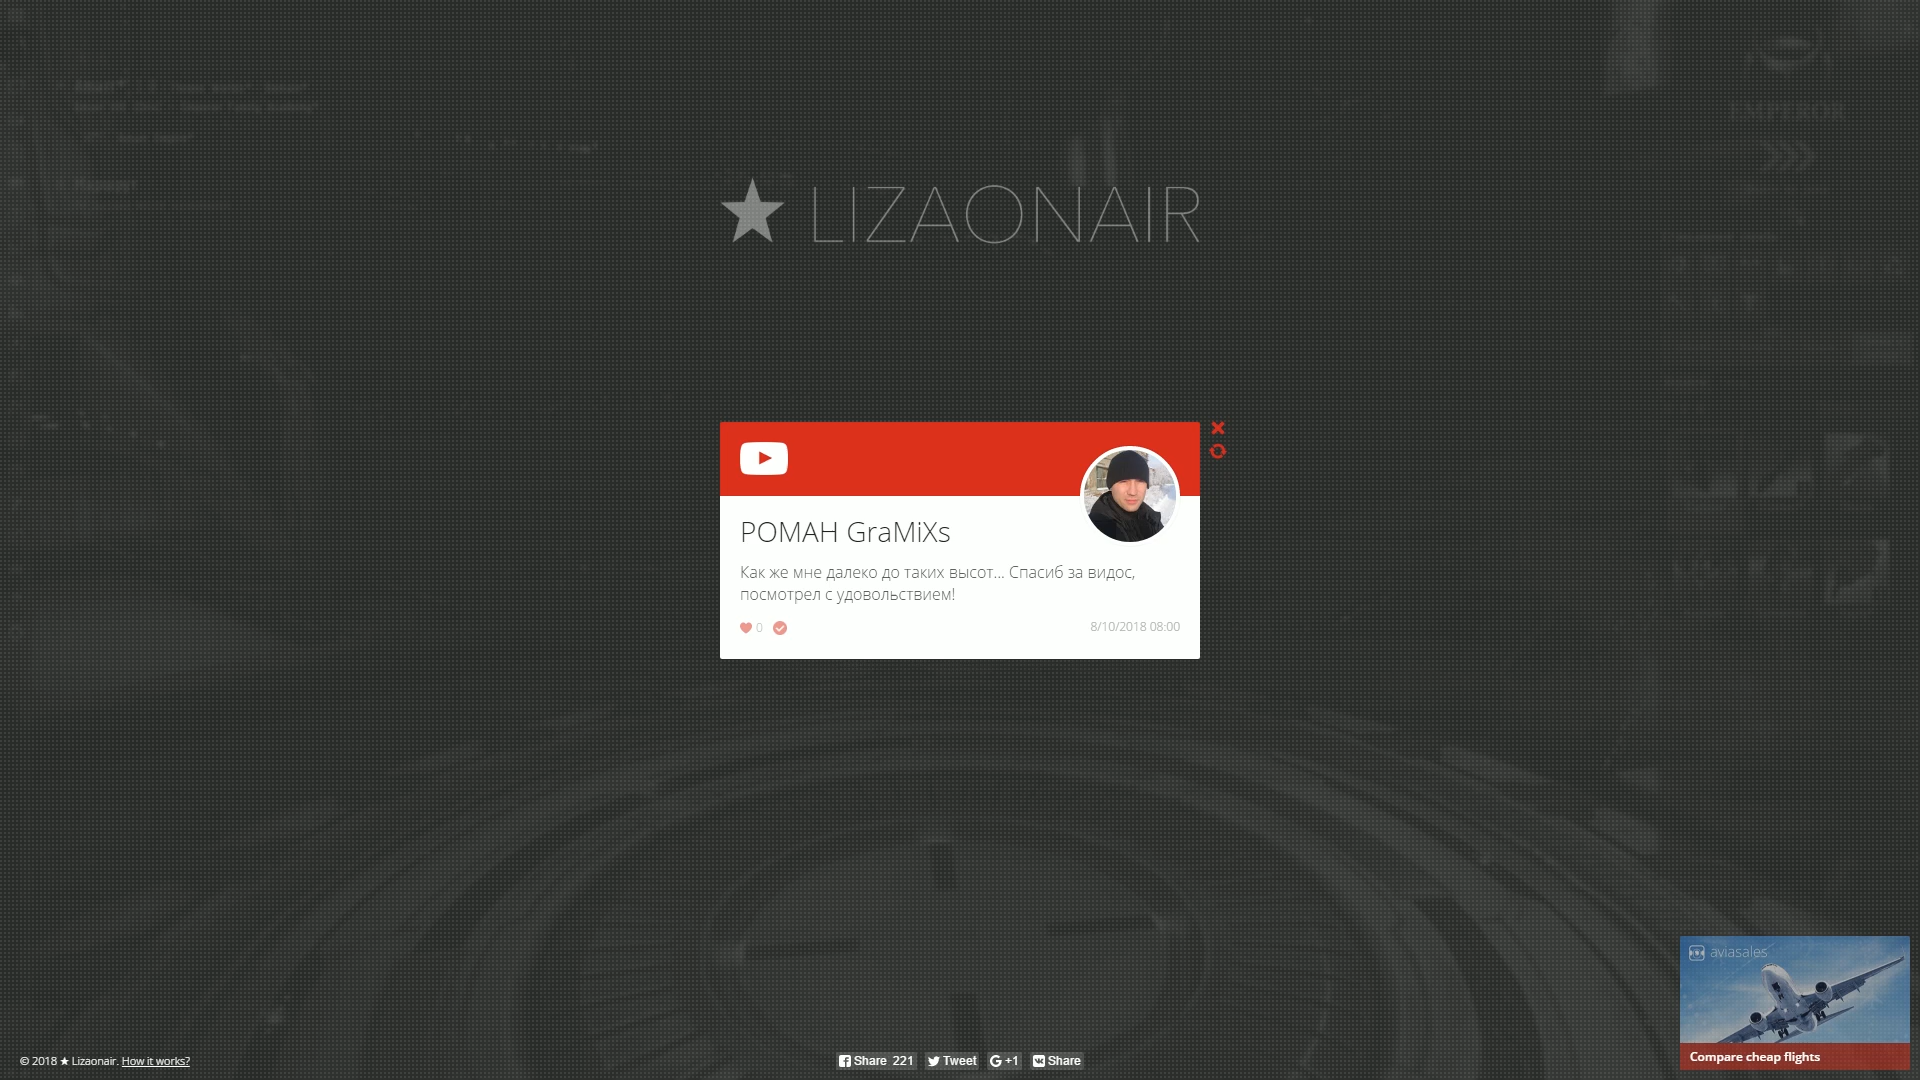 EMPEROR
LIZAONAIR
РОМАН GraMiXs
Как же мне далеко до таких высот... Спасиб за видос,
посмотрел с удовольствием!
0
8/10/2018 08:00
aviasales
Compare cheap flights
© 2018 ★ Lizaonair. How it works?
Share 221
Tweet
G +1
Share